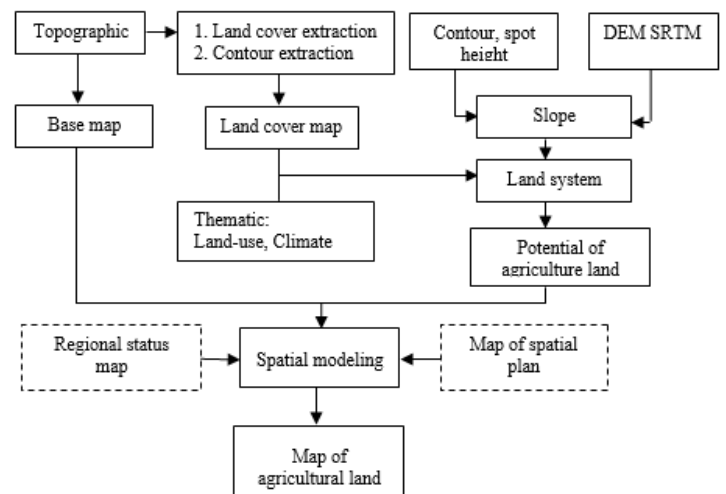 Topographic
1. Land cover extraction
2. Contour extraction
Contour, spot
height
DEM SRTM
Base map
Land cover map
Slope
Land system
Thematic:
Land-use, Climate
Potential of
agriculture land
Regional status
map
Spatial modeling
Map of spatial
plan
Map of
agricultural land